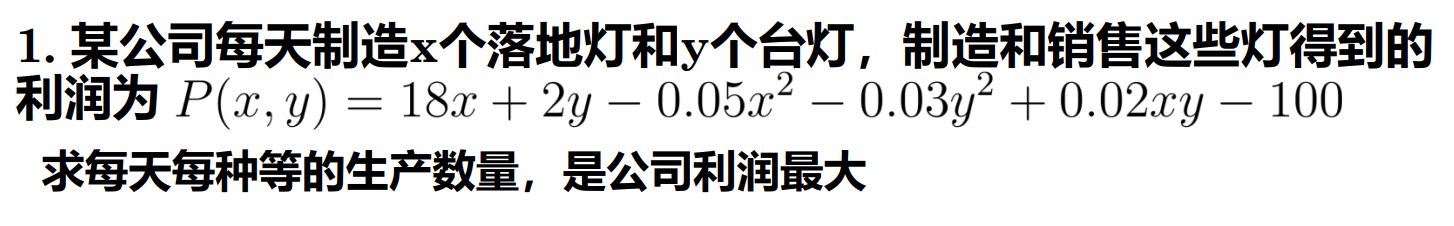 1. 某公司每天制造x个落地灯和y个台灯，制造和销售这些灯得到的
利润为 P(x, y) = 18x + 2y − 0.05x² − 0.03y² + 0.02xy − 100
求每天每种等的生产数量，是公司利润最大